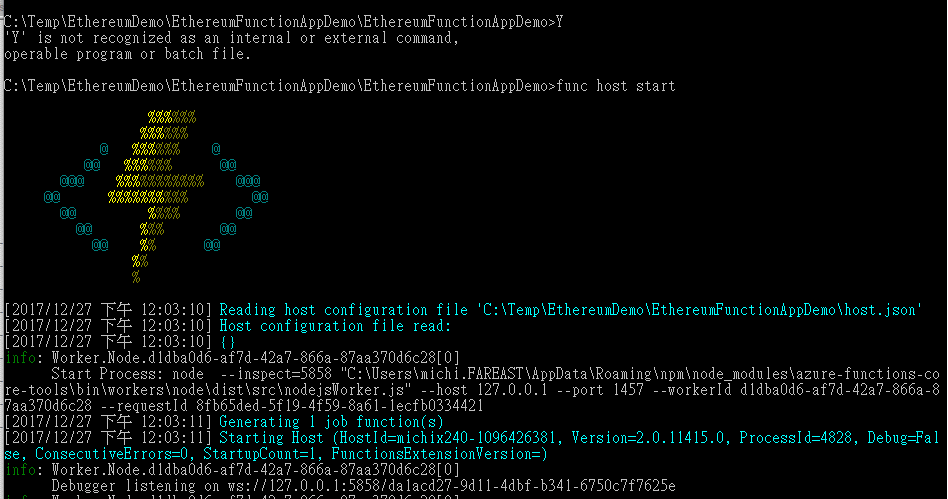 C:\Temp\EthereumDemo\EthereumFunctionAppDemo\EthereumFunctionAppDemo>Y
'Y' is not recognized as an internal or external command,
operable program or batch file.
C:\Temp\EthereumDemo\EthereumFunctionAppDemo\EthereumFunctionAppDemo>func host start
%%%%%%
%%%%%%
@ %%%%%% @
@@ %%%%%% @@
@@@ %%%%%%%%%%% @@@
@@ %%%%%%%%%% @@
@@ %%%% @@
@@ %%% @@
@@ %% @@
%%
%
[2017/12/27 下午 12:03:10] Reading host configuration file 'C:\Temp\EthereumDemo\EthereumFunctionAppDemo\host.json'
[2017/12/27 下午 12:03:10] Host configuration file read:
[2017/12/27 下午 12:03:10] {}
info: Worker.Node.d1dba0d6-af7d-42a7-866a-87aa370d6c28[0]
Start Process: node --inspect=5858 "C:\Users\michi.FAREAST\AppData\Roaming\npm\node_modules\azure-functions-co
re-tools\bin\workers\node\dist\src\nodejsWorker.js" --host 127.0.0.1 --port 1457 --workerId d1dba0d6-af7d-42a7-866a-8
7aa370d6c28 --requestId 8fb65ded-5f19-4f59-8a61-1ecfb0334421
[2017/12/27 下午 12:03:11] Generating 1 job function(s)
[2017/12/27 下午 12:03:11] Starting Host (HostId=michix240-1096426381, Version=2.0.11415.0, ProcessId=4828, Debug=Fal
se, ConsecutiveErrors=0, StartupCount=1, FunctionsExtensionVersion=)
info: Worker.Node.d1dba0d6-af7d-42a7-866a-87aa370d6c28[0]
Debugger listening on ws://127.0.0.1:5858/da1acd27-9d11-4dbf-b341-6750c7f7625e